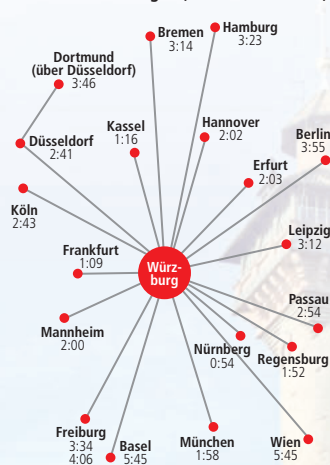 Bremen
3:14
Hamburg
3:23
Dortmund
(über Düsseldorf)
3:46
Kassel
1:16
Hannover
2:02
Berlin
3:55
Düsseldorf
2:41
Erfurt
2:03
Köln
2:43
Leipzig
3:12
Frankfurt
1:09
Würz-
burg
Passau
2:54
Mannheim
2:00
Nürnberg
0:54
Regensburg
1:52
Freiburg
3:34
4:06
Basel
5:45
München
1:58
Wien
5:45